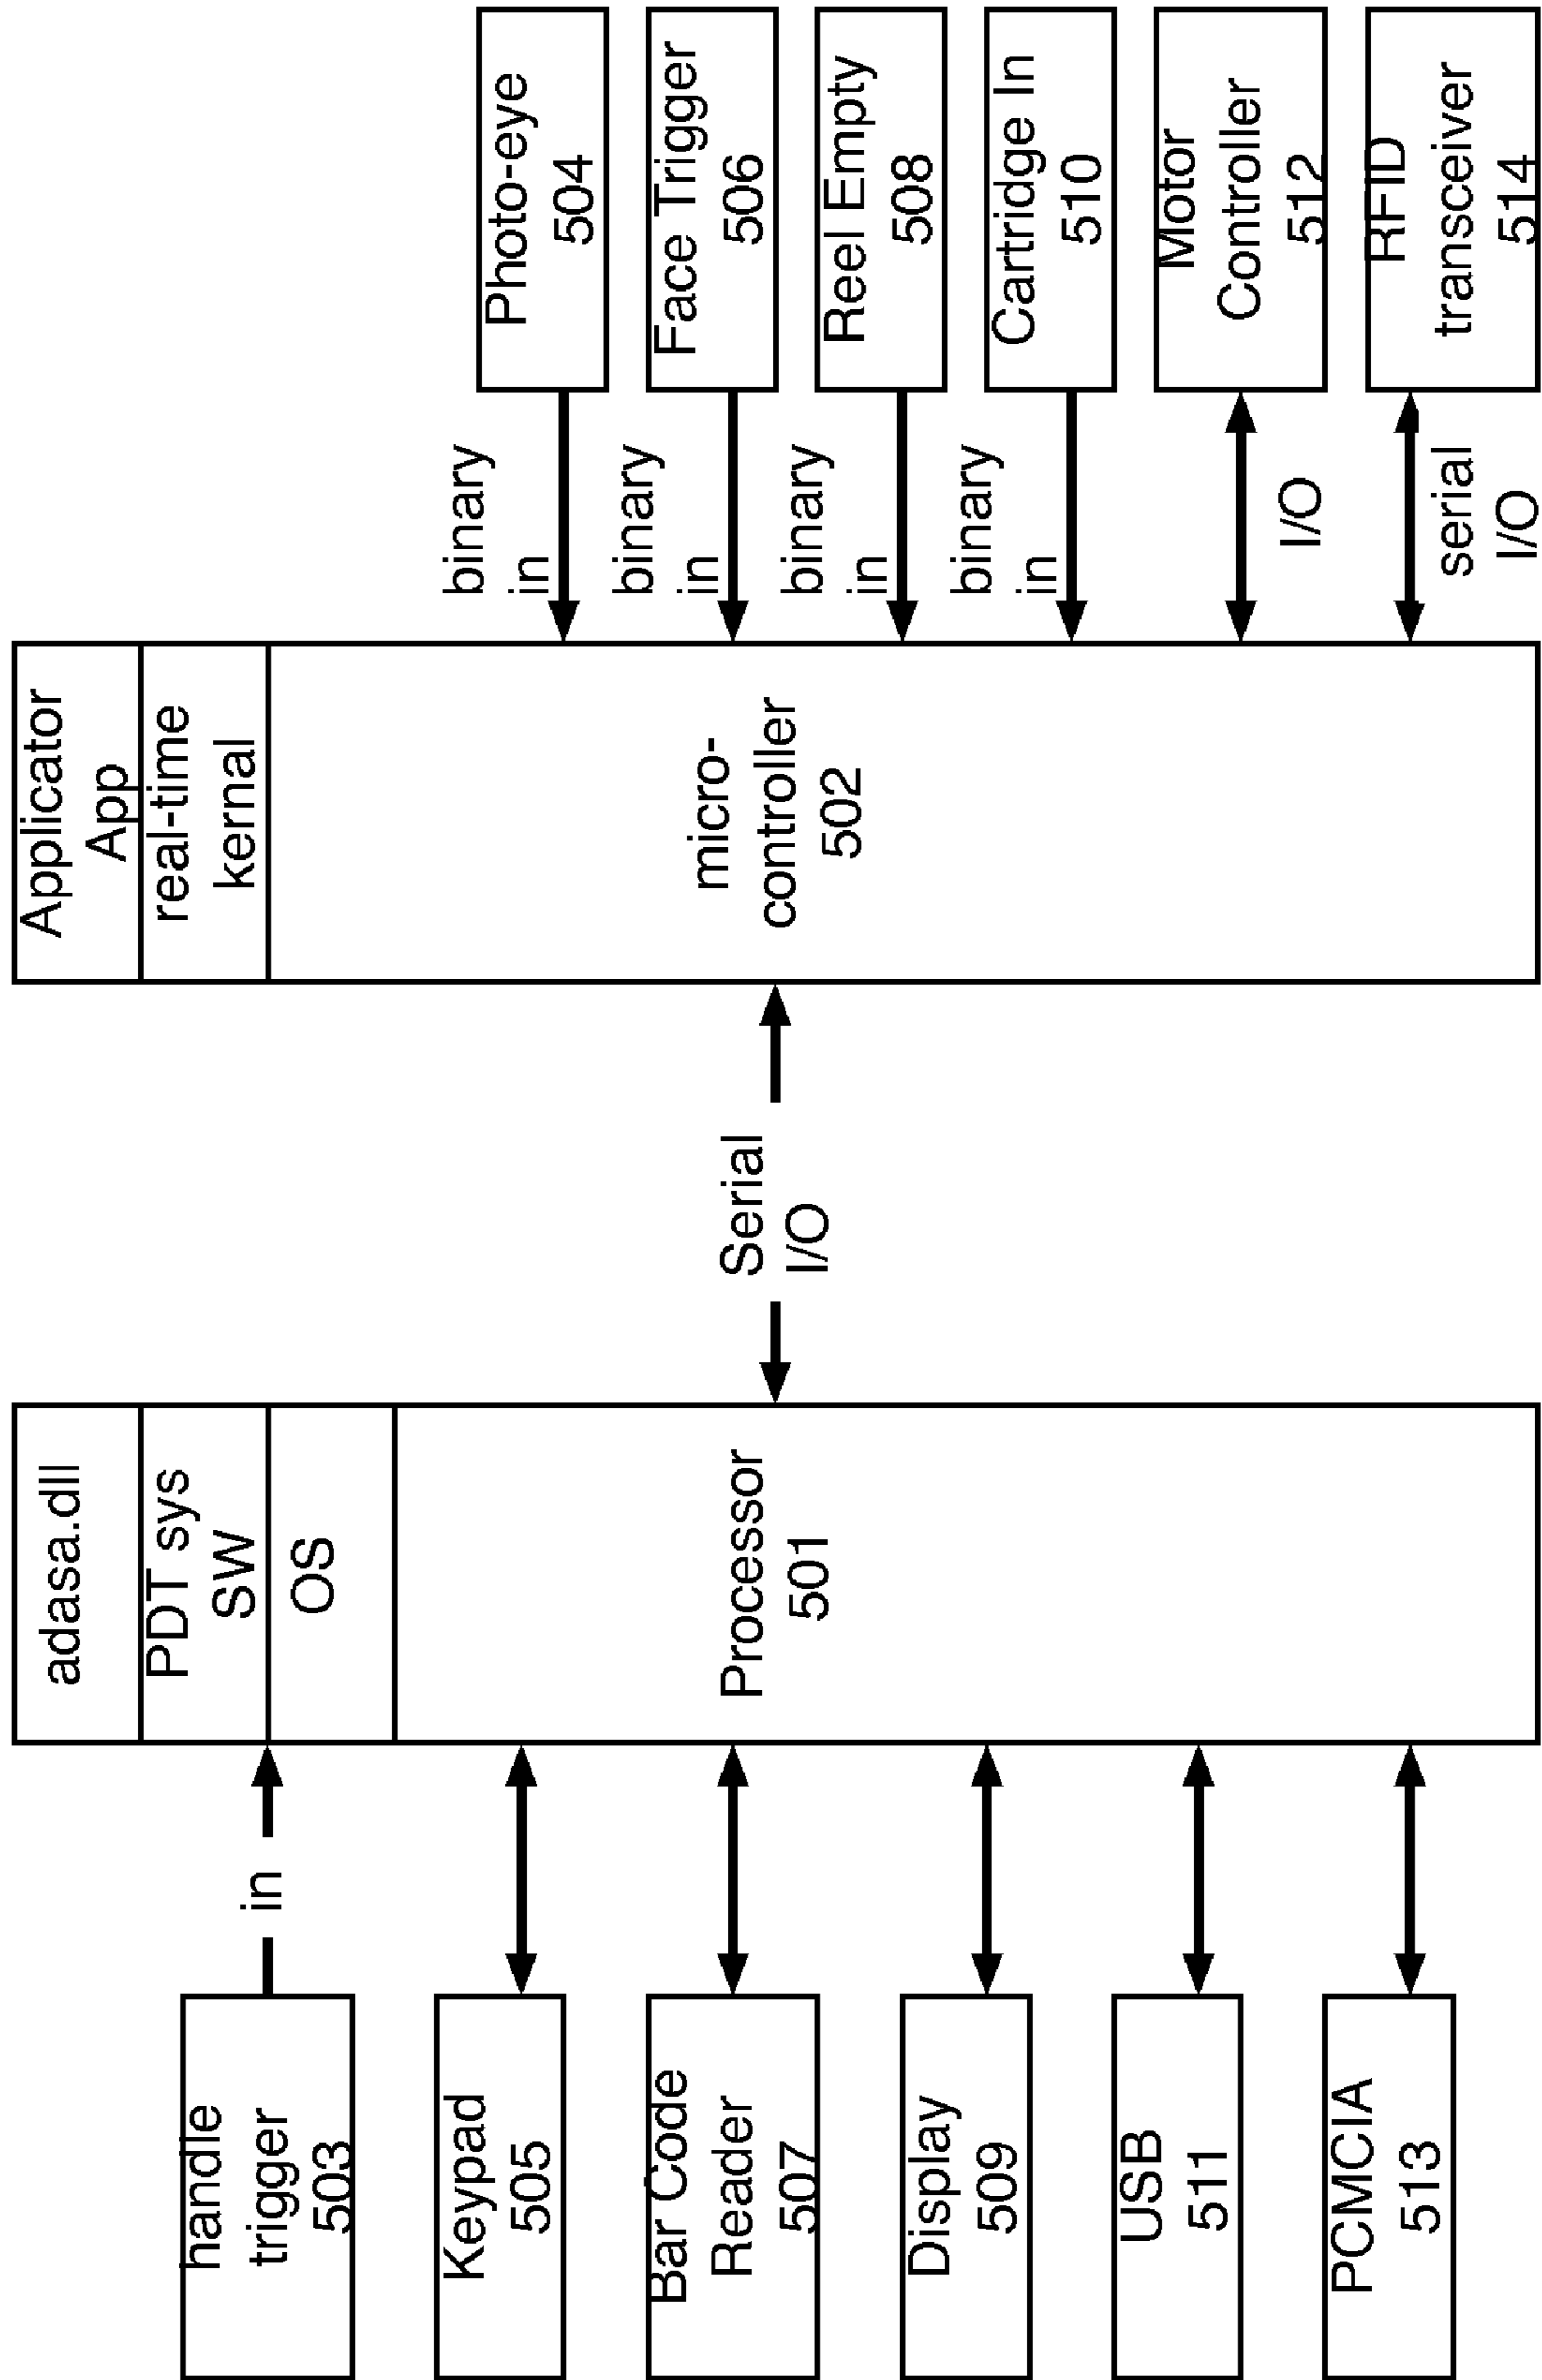 handle
trigger
503
Keypad
505
Bar Code
Reader
507
Display
509
USB
511
PCMCIA
513
in
adasa.dll
PDT sys
SW
OS
Processor
501
Serial
I/O
Applicator
App
real-time
kernal
micro-
controller
502
binary
in
binary
in
binary
in
binary
in
I/O
serial
I/O
Photo-eye
504
Face Trigger
506
Reel Empty
508
Cartridge In
510
Motor
Controller
512
RFID
transceiver
514